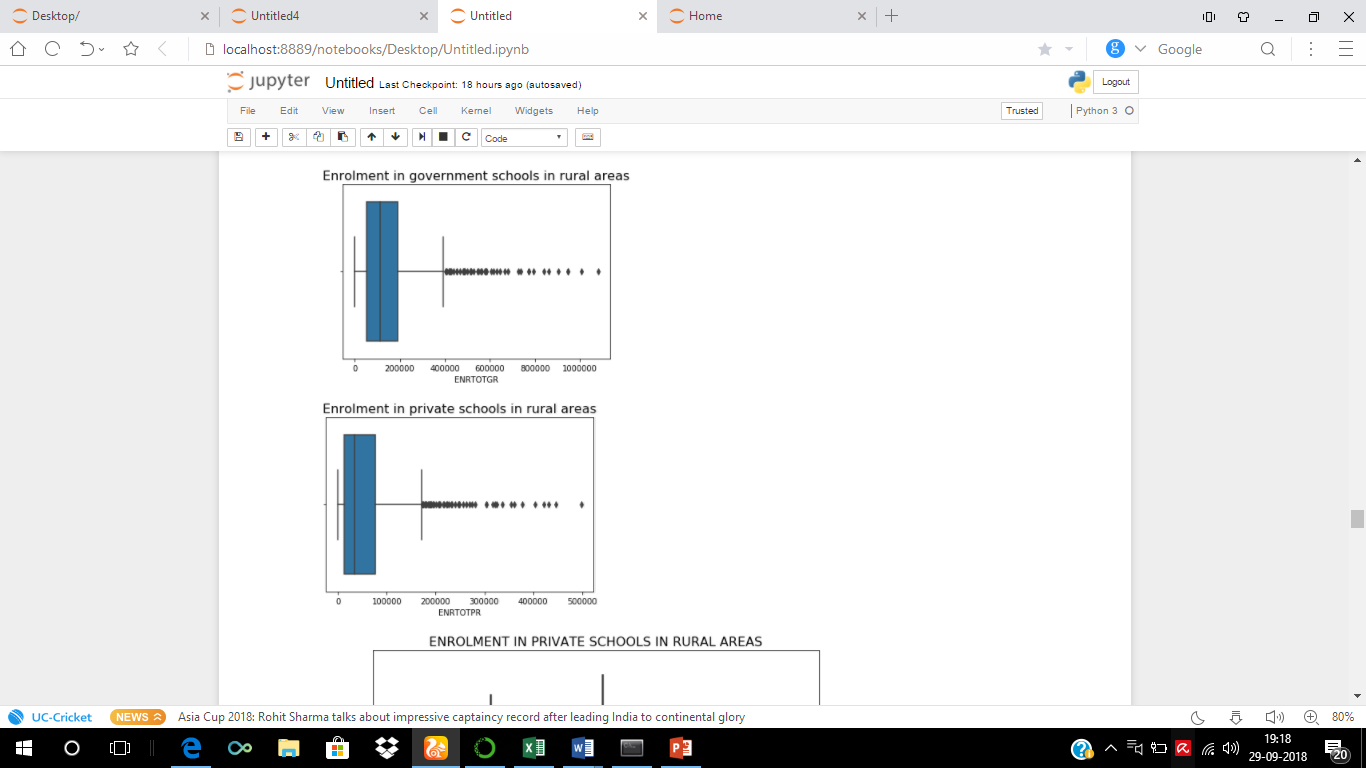 Desktop/
Untitled4
Untitled
Home
localhost:8889/notebooks/Desktop/Untitled.ipynb
g
Google
jupyter
Untitled Last Checkpoint: 18 hours ago (autosaved)
Logout
File Edit View Insert Cell Kernel Widgets Help
Trusted
Python 3
Code
Enrolment in government schools in rural areas
0 200000 400000 600000 800000 1000000
ENRTOTGR
Enrolment in private schools in rural areas
0 100000 200000 300000 400000 500000
ENRTOTPR
ENROLMENT IN PRIVATE SCHOOLS IN RURAL AREAS
UC-Cricket
NEWS
Asia Cup 2018: Rohit Sharma talks about impressive captaincy record after leading India to continental glory
80%
19:18
29-09-2018
20